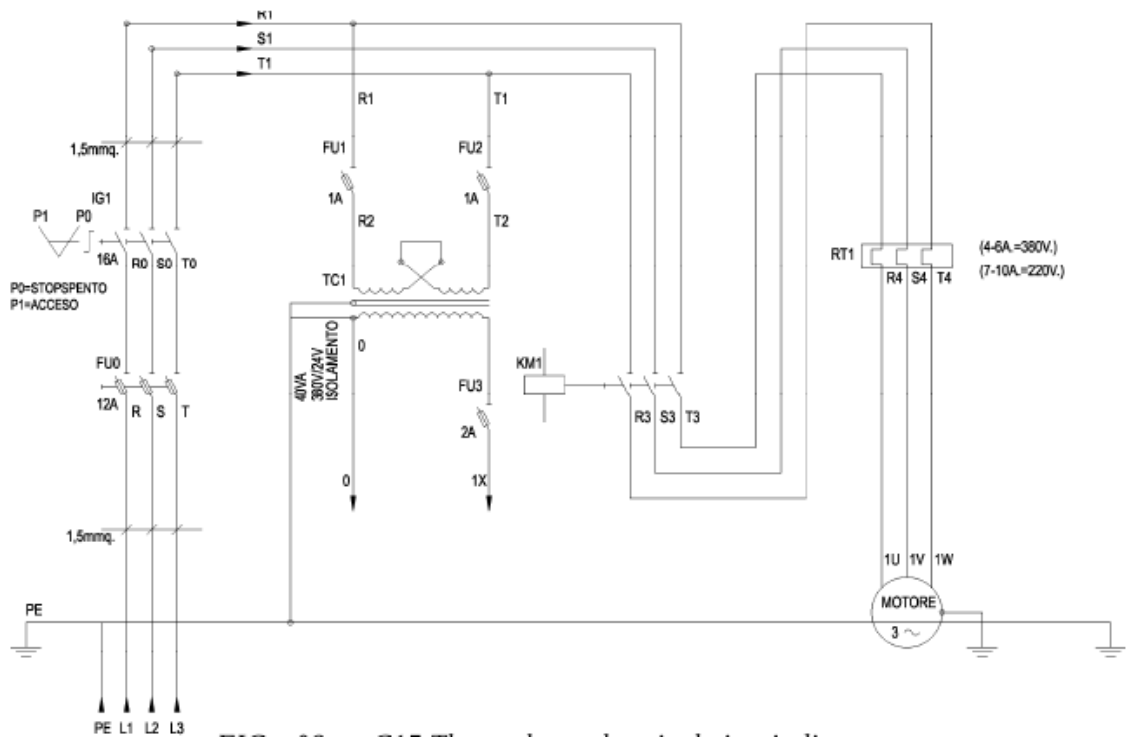 R1
S1
T1
R1
T1
1,5mmq.
FU1
FU2
IG1
1A
1A
P1
P0
R2
T2
16A
R0
S0
T0
RT1
(4-6A.=380V.)
R4
S4
T4
(7-10A.=220V.)
P0=STOPSPENTO
P1=ACCESO
TC1
0
40VA
380V/24V
ISOLAMENTO
FU0
KM1
FU3
12A
R
S
T
R3
S3
T3
2A
0
1X
1,5mmq.
1U
1V
1W
PE
MOTORE
3 ~
PE
L1
L2
L3